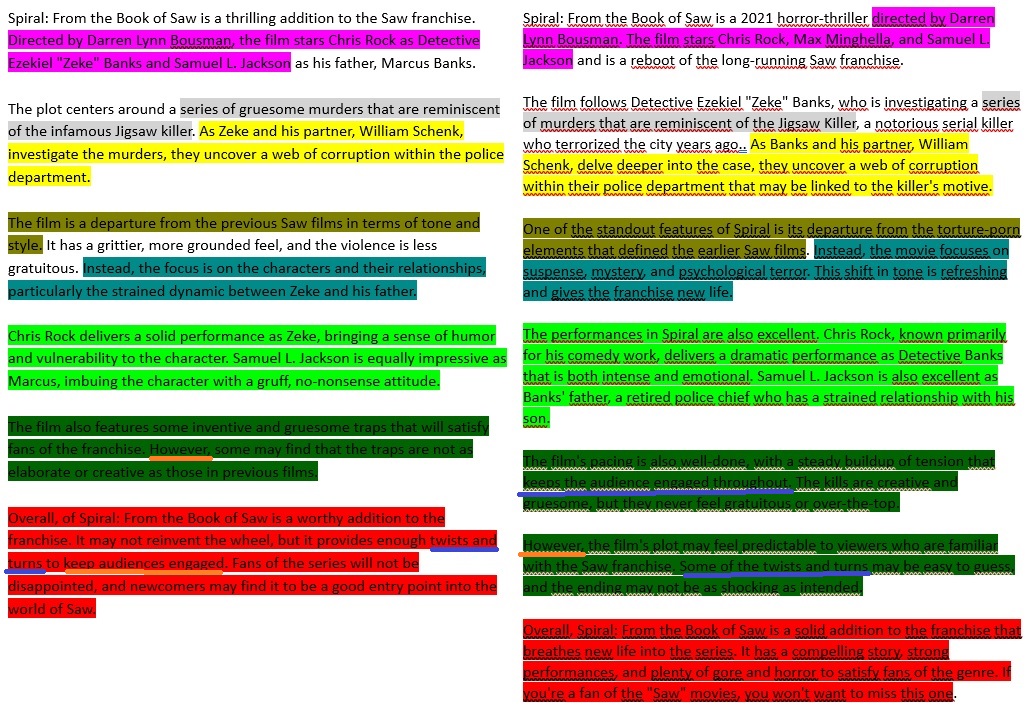 Spiral: From the Book of Saw is a thrilling addition to the Saw franchise.
Directed by Darren Lynn Bousman, the film stars Chris Rock as Detective
Ezekiel "Zeke" Banks and Samuel L. Jackson as his father, Marcus Banks.
The plot centers around a series of gruesome murders that are reminiscent
of the infamous Jigsaw killer. As Zeke and his partner, William Schenk,
investigate the murders, they uncover a web of corruption within the police
department.
The film is a departure from the previous Saw films in terms of tone and
style. It has a grittier, more grounded feel, and the violence is less
gratuitous. Instead, the focus is on the characters and their relationships,
particularly the strained dynamic between Zeke and his father.
Chris Rock delivers a solid performance as Zeke, bringing a sense of humor
and vulnerability to the character. Samuel L. Jackson is equally impressive as
Marcus, imbuing the character with a gruff, no-nonsense attitude.
The film also features some inventive and gruesome traps that will satisfy
fans of the franchise. However, some may find that the traps are not as
elaborate or creative as those in previous films.
Overall, of Spiral: From the Book of Saw is a worthy addition to the
franchise. It may not reinvent the wheel, but it provides enough twists and
turns to keep audiences engaged. Fans of the series will not be
disappointed, and newcomers may find it to be a good entry point into the
world of Saw.
Spiral: From the Book of Saw is a 2021 horror-thriller directed by Darren
Lynn Bousman. The film stars Chris Rock, Max Minghella, and Samuel L.
Jackson and is a reboot of the long-running Saw franchise.
The film follows Detective Ezekiel "Zeke" Banks, who is investigating a series
of murders that are reminiscent of the Jigsaw Killer, a notorious serial killer
who terrorized the city years ago.. As Banks and his partner, William
Schenk, delve deeper into the case, they uncover a web of corruption
within their police department that may be linked to the killer's motive.
One of the standout features of Spiral is its departure from the torture-porn
elements that defined the earlier Saw films. Instead, the movie focuses on
suspense, mystery, and psychological terror. This shift in tone is refreshing
and gives the franchise new life.
The performances in Spiral are also excellent. Chris Rock, known primarily
for his comedy work, delivers a dramatic performance as Detective Banks
that is both intense and emotional. Samuel L. Jackson is also excellent as
Banks' father, a retired police chief who has a strained relationship with his
son.
The film's pacing is also well-done, with a steady buildup of tension that
keeps the audience engaged throughout. The kills are creative and
gruesome, but they never feel gratuitous or over-the-top.
However, the film's plot may feel predictable to viewers who are familiar
with the Saw franchise. Some of the twists and turns may be easy to guess,
and the ending may not be as shocking as intended.
Overall, Spiral: From the Book of Saw is a solid addition to the franchise that
breathes new life into the series. It has a compelling story, strong
performances, and plenty of gore and horror to satisfy fans of the genre. If
you're a fan of the "Saw" movies, you won't want to miss this one.